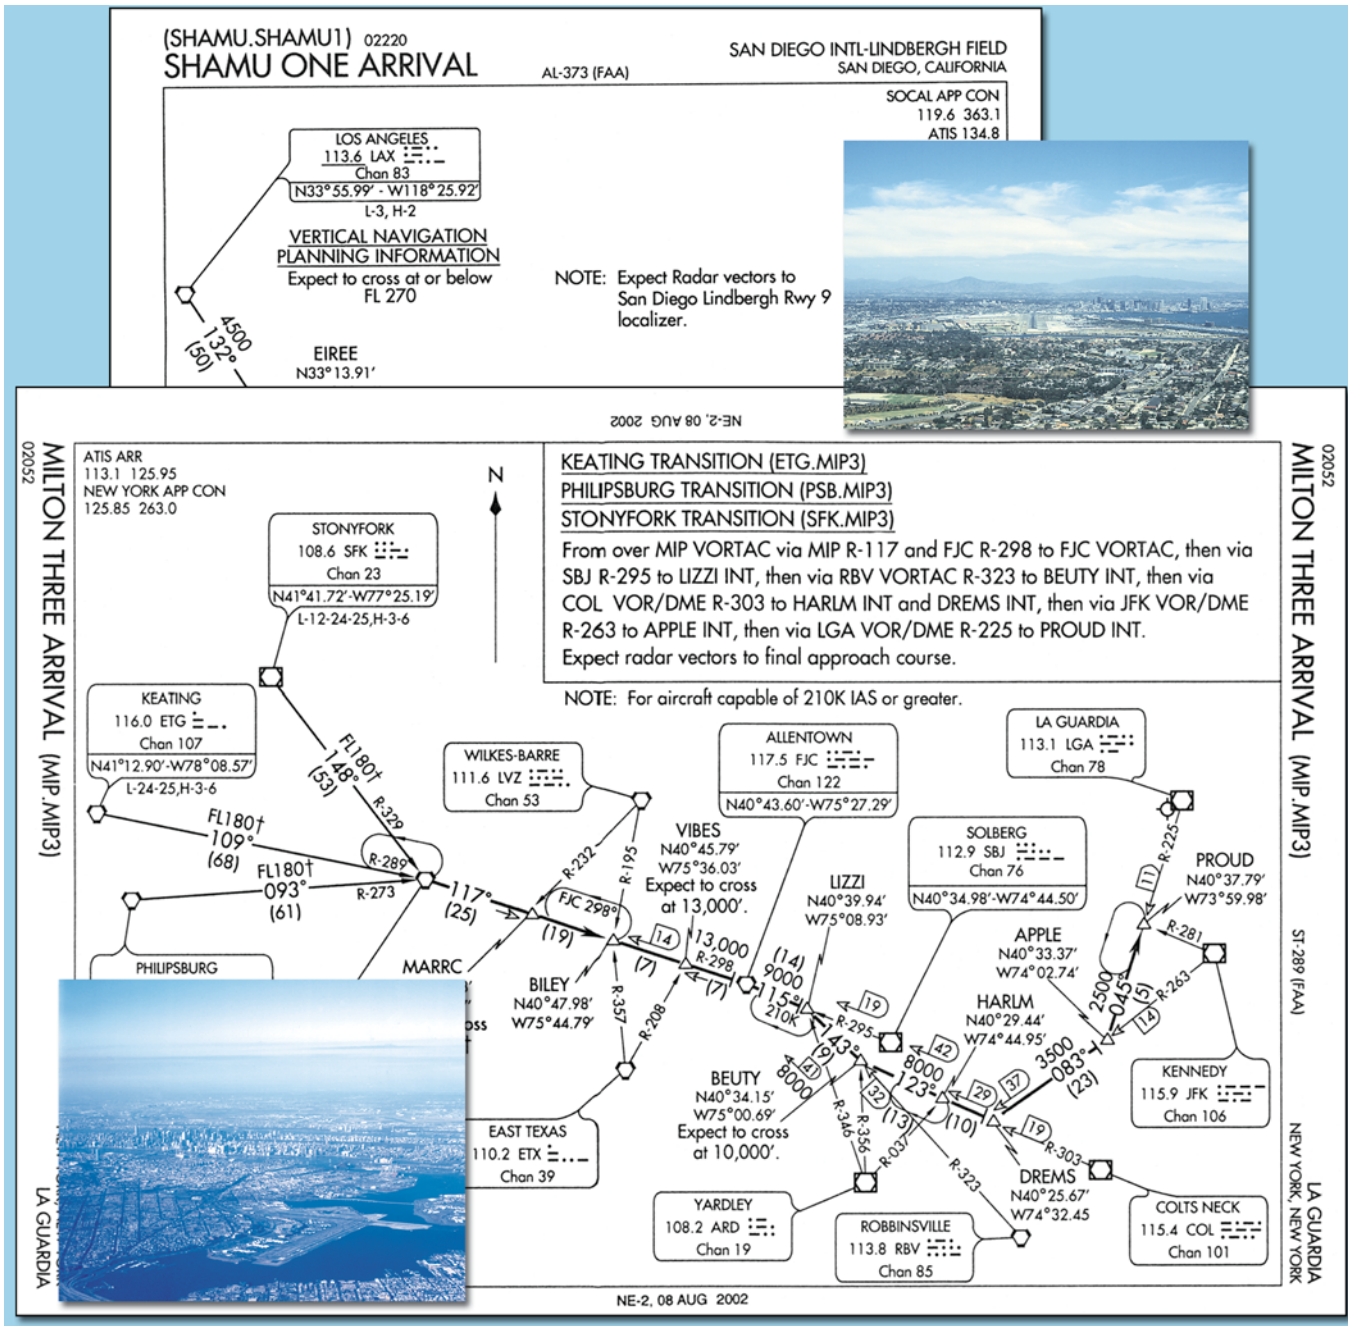 (SHAMU.SHAMU1) 02220
SHAMU ONE ARRIVAL
AL-373 (FAA)
SAN DIEGO INTL-LINDBERGH FIELD
SAN DIEGO, CALIFORNIA
SOCAL APP CON
119.6 363.1
ATIS 134.8
LOS ANGELES
113.6 LAX
Chan 83
N33°55.99' - W118°25.92'
L-3, H-2
VERTICAL NAVIGATION
PLANNING INFORMATION
Expect to cross at or below
FL 270
NOTE: Expect Radar vectors to
San Diego Lindbergh Rwy 9
localizer.
4500
132°
(50)
EIREE
N33°13.91'
NE-2, 08 AUG 2002
02052
MILTON THREE ARRIVAL (MIP.MIP3)
ATIS ARR
113.1 125.95
NEW YORK APP CON
125.85 263.0
N
KEATING TRANSITION (ETG.MIP3)
PHILIPSBURG TRANSITION (PSB.MIP3)
STONYFORK TRANSITION (SFK.MIP3)
From over MIP VORTAC via MIP R-117 and FJC R-298 to FJC VORTAC, then via
SBJ R-295 to LIZZI INT, then via RBV VORTAC R-323 to BEUTY INT, then via
COL VOR/DME R-303 to HARLM INT and DREMS INT, then via JFK VOR/DME
R-263 to APPLE INT, then via LGA VOR/DME R-225 to PROUD INT.
Expect radar vectors to final approach course.
NOTE: For aircraft capable of 210K IAS or greater.
STONYFORK
108.6 SFK
Chan 23
N41°41.72'-W77°25.19'
L-12-24-25,H-3-6
KEATING
116.0 ETG
Chan 107
N41°12.90'-W78°08.57'
L-24-25,H-3-6
FL180†
148°
(53)
R-329
FL180†
109°
(68)
R-289
FL180†
093°
(61)
R-273
PHILIPSBURG
WILKES-BARRE
111.6 LVZ
Chan 53
R-232
R-195
117°
(25)
FJC 298°
(19)
MARRC
oss
BILEY
N40°47.98'
W75°44.79'
R-357
R-208
14
(7)
VIBES
N40°45.79'
W75°36.03'
Expect to cross
at 13,000'.
13,000
R-298
(7)
ALLENTOWN
117.5 FJC
Chan 122
N40°43.60'-W75°27.29'
(14)
9000
115°
210K
LIZZI
N40°39.94'
W75°08.93'
SOLBERG
112.9 SBJ
Chan 76
N40°34.98'-W74°44.50'
19
R-295
143°
(9)
BEUTY
N40°34.15'
W75°00.69'
Expect to cross
at 10,000'.
41
8000
32
R-346
R-356
R-037
R-323
42
8000
123°
(13)
HARLM
N40°29.44'
W74°44.95'
29
(10)
37
3500
083°
(23)
19
R-303
DREMS
N40°25.67'
W74°32.45
APPLE
N40°33.37'
W74°02.74'
2500
045°
(5)
R-263
14
R-281
PROUD
N40°37.79'
W73°59.98'
11
R-225
LA GUARDIA
113.1 LGA
Chan 78
KENNEDY
115.9 JFK
Chan 106
COLTS NECK
115.4 COL
Chan 101
EAST TEXAS
110.2 ETX
Chan 39
YARDLEY
108.2 ARD
Chan 19
ROBBINSVILLE
113.8 RBV
Chan 85
LA GUARDIA
02052
MILTON THREE ARRIVAL (MIP.MIP3)
ST-289 (FAA)
LA GUARDIA
NEW YORK, NEW YORK
NE-2, 08 AUG 2002